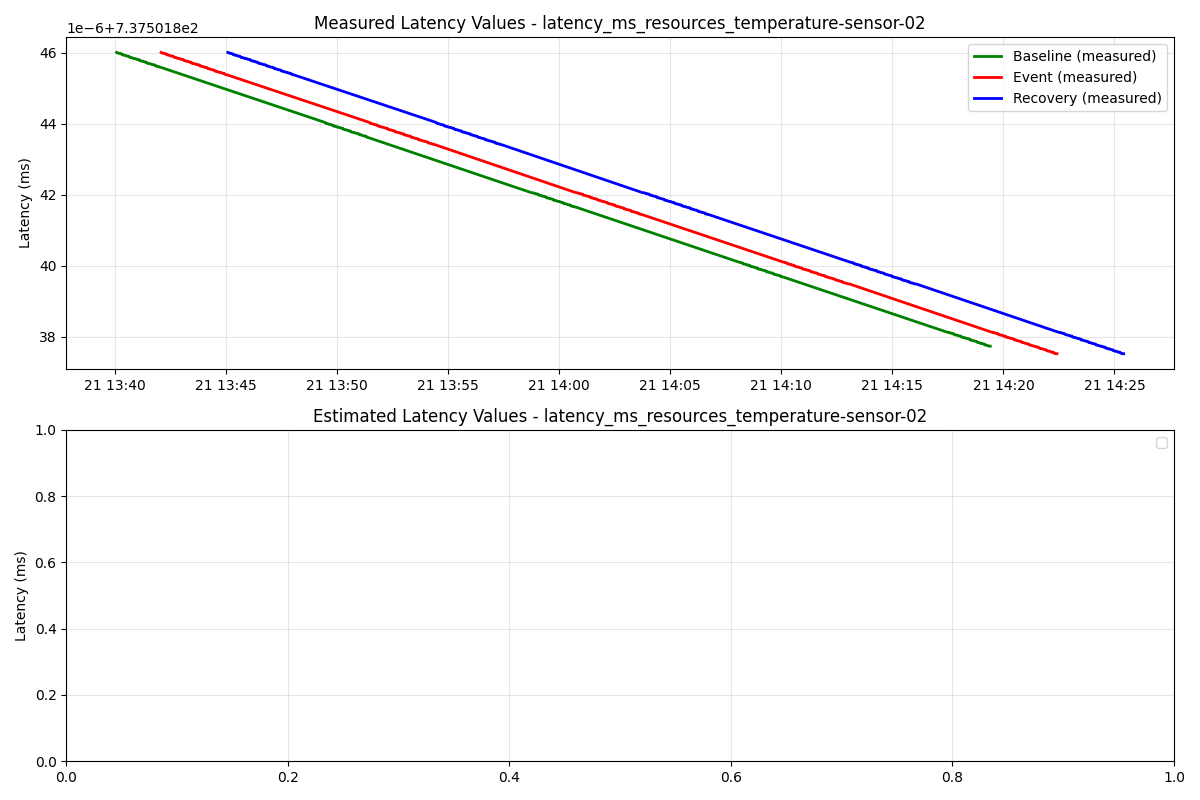 Measured Latency Values - latency_ms_resources_temperature-sensor-02
1e−6+7.375018e2
46
44
42
40
38
Latency (ms)
Baseline (measured)
Event (measured)
Recovery (measured)
21 13:40 21 13:45 21 13:50 21 13:55 21 14:00 21 14:05 21 14:10 21 14:15 21 14:20 21 14:25
Estimated Latency Values - latency_ms_resources_temperature-sensor-02
1.0
0.8
0.6
0.4
0.2
0.0
Latency (ms)
0.0 0.2 0.4 0.6 0.8 1.0